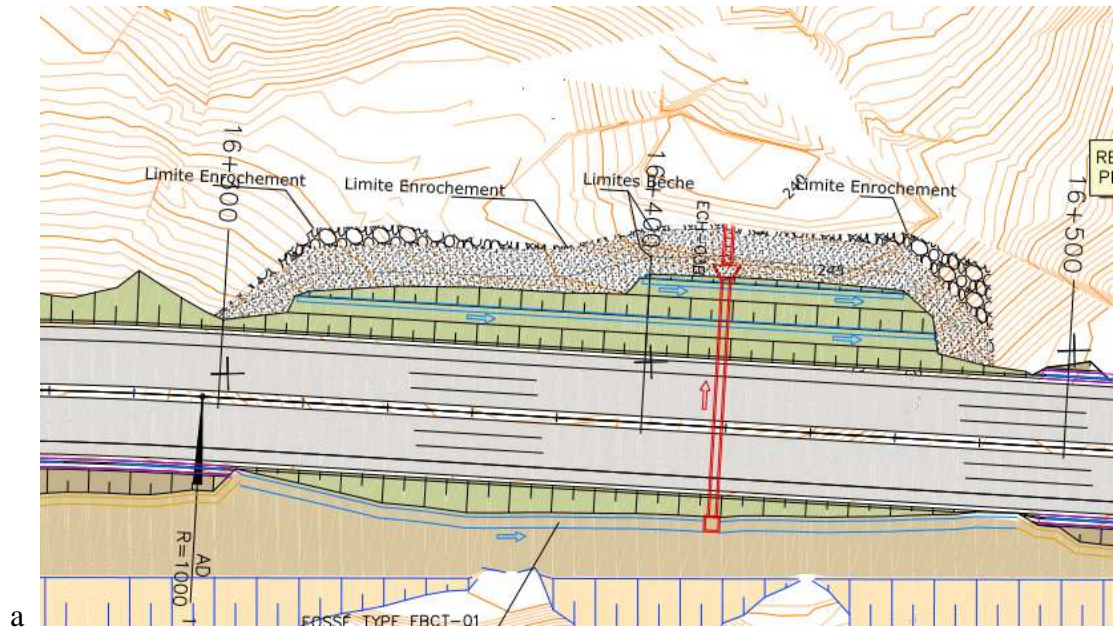 RE
P
16+300
Limite Enrochement
Limite Enrochement
16+400
Limites Bêche
240
Limite Enrochement
16+500
AD
R=1000
FOSSE TYPE FBCT-01
a